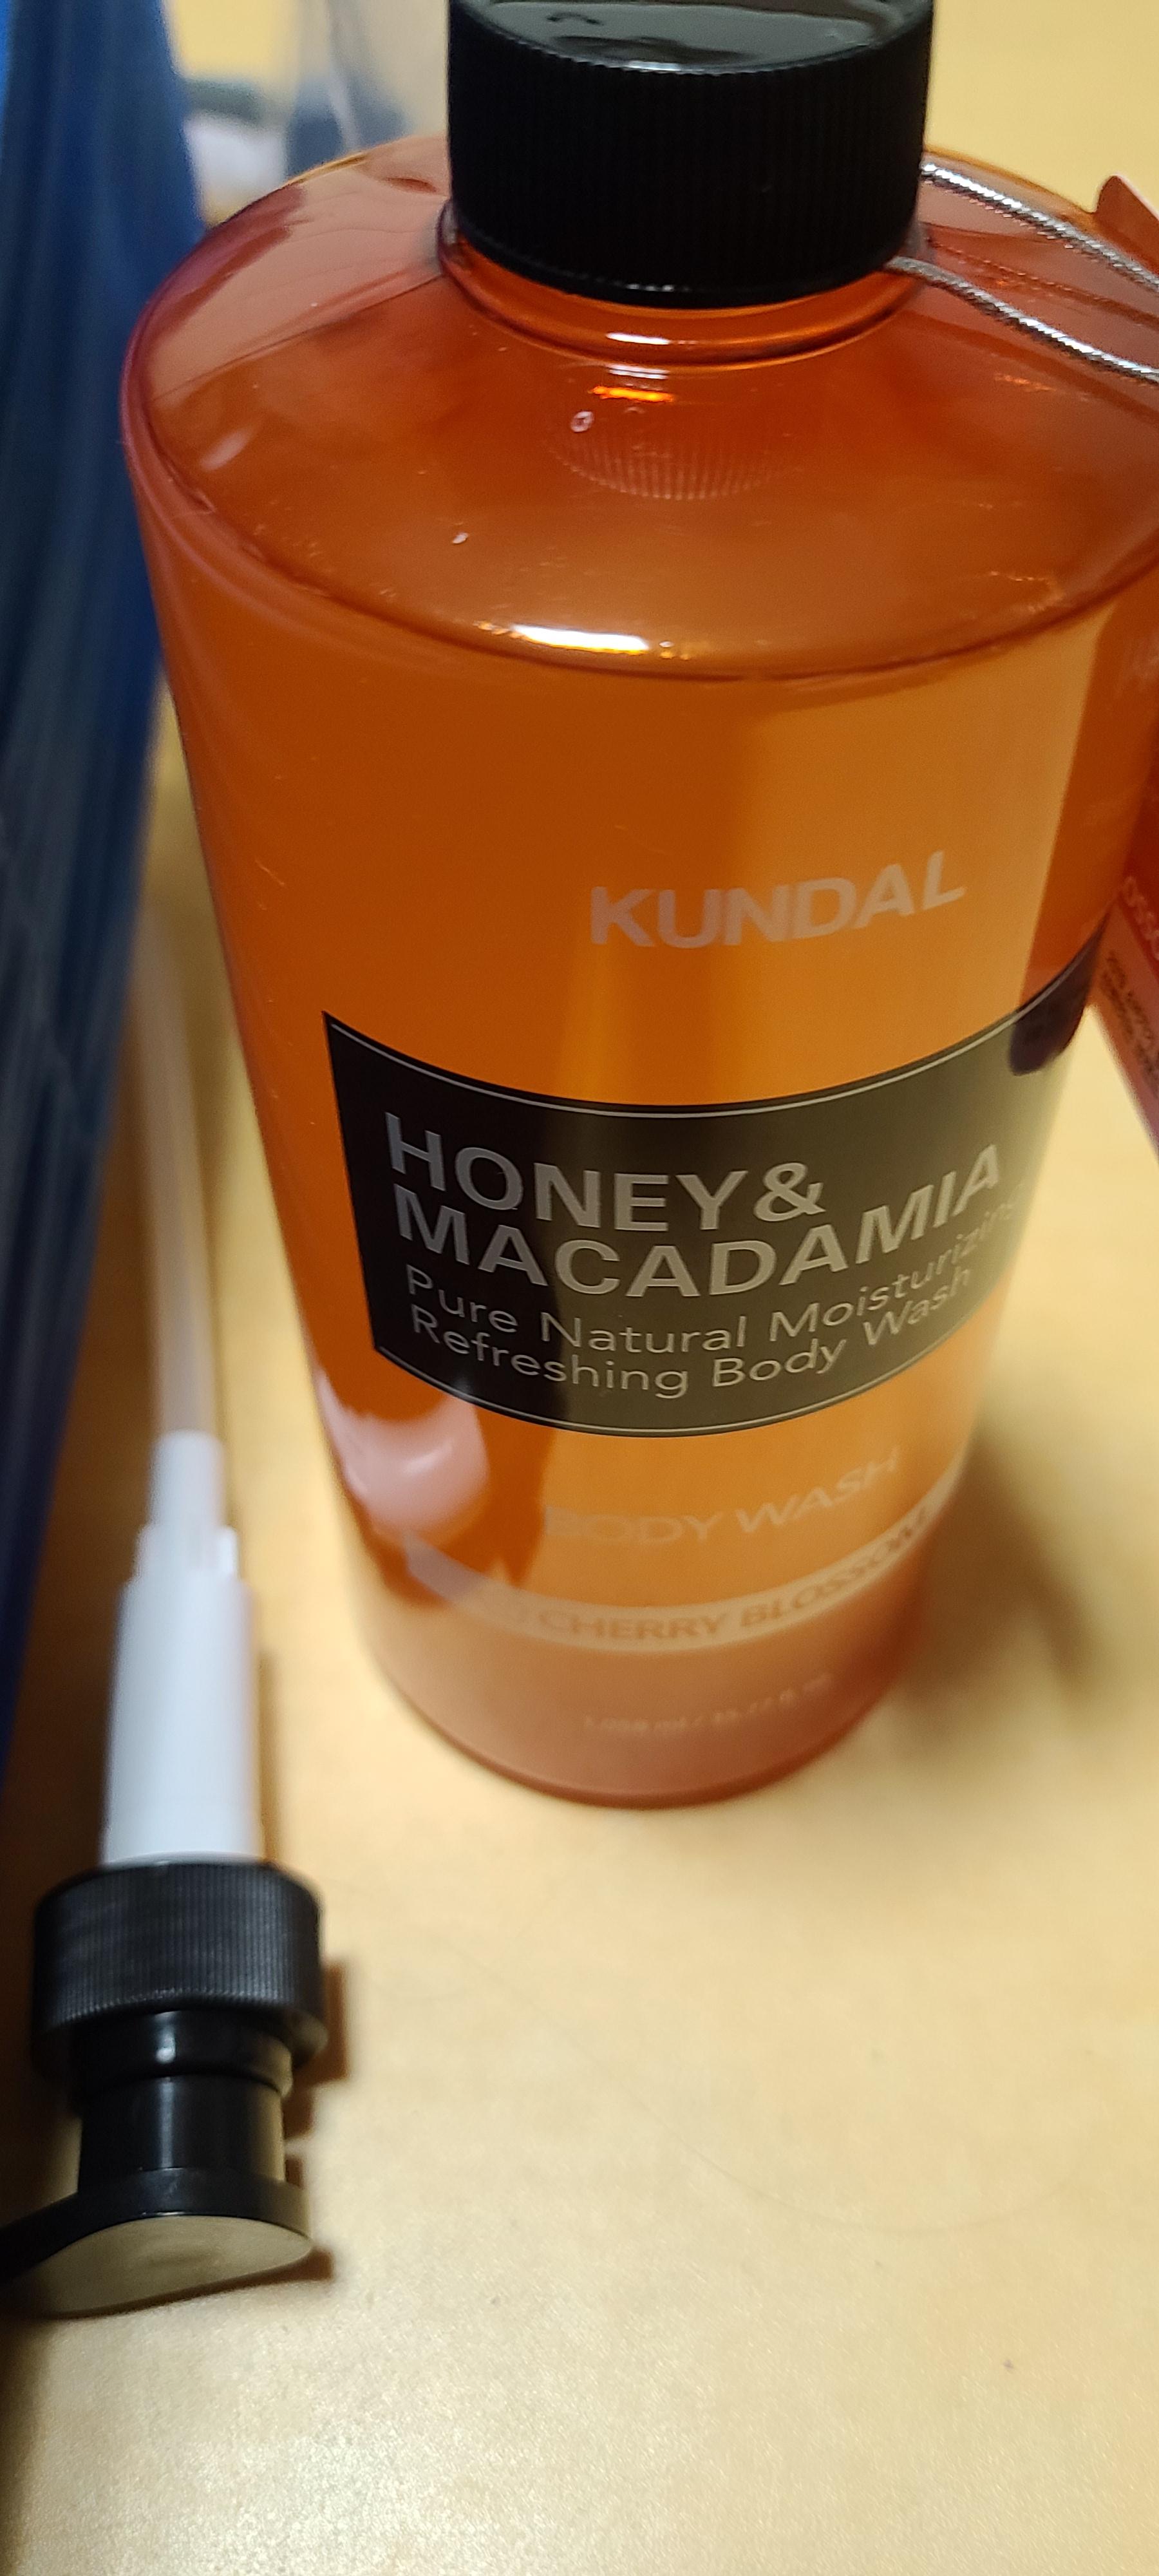 KUNDAL
HONEY&
MACADAMIA
Pure Natural Moisturizing
Refreshing Body Wash
BODY WASH
CHERRY BLOSSOM